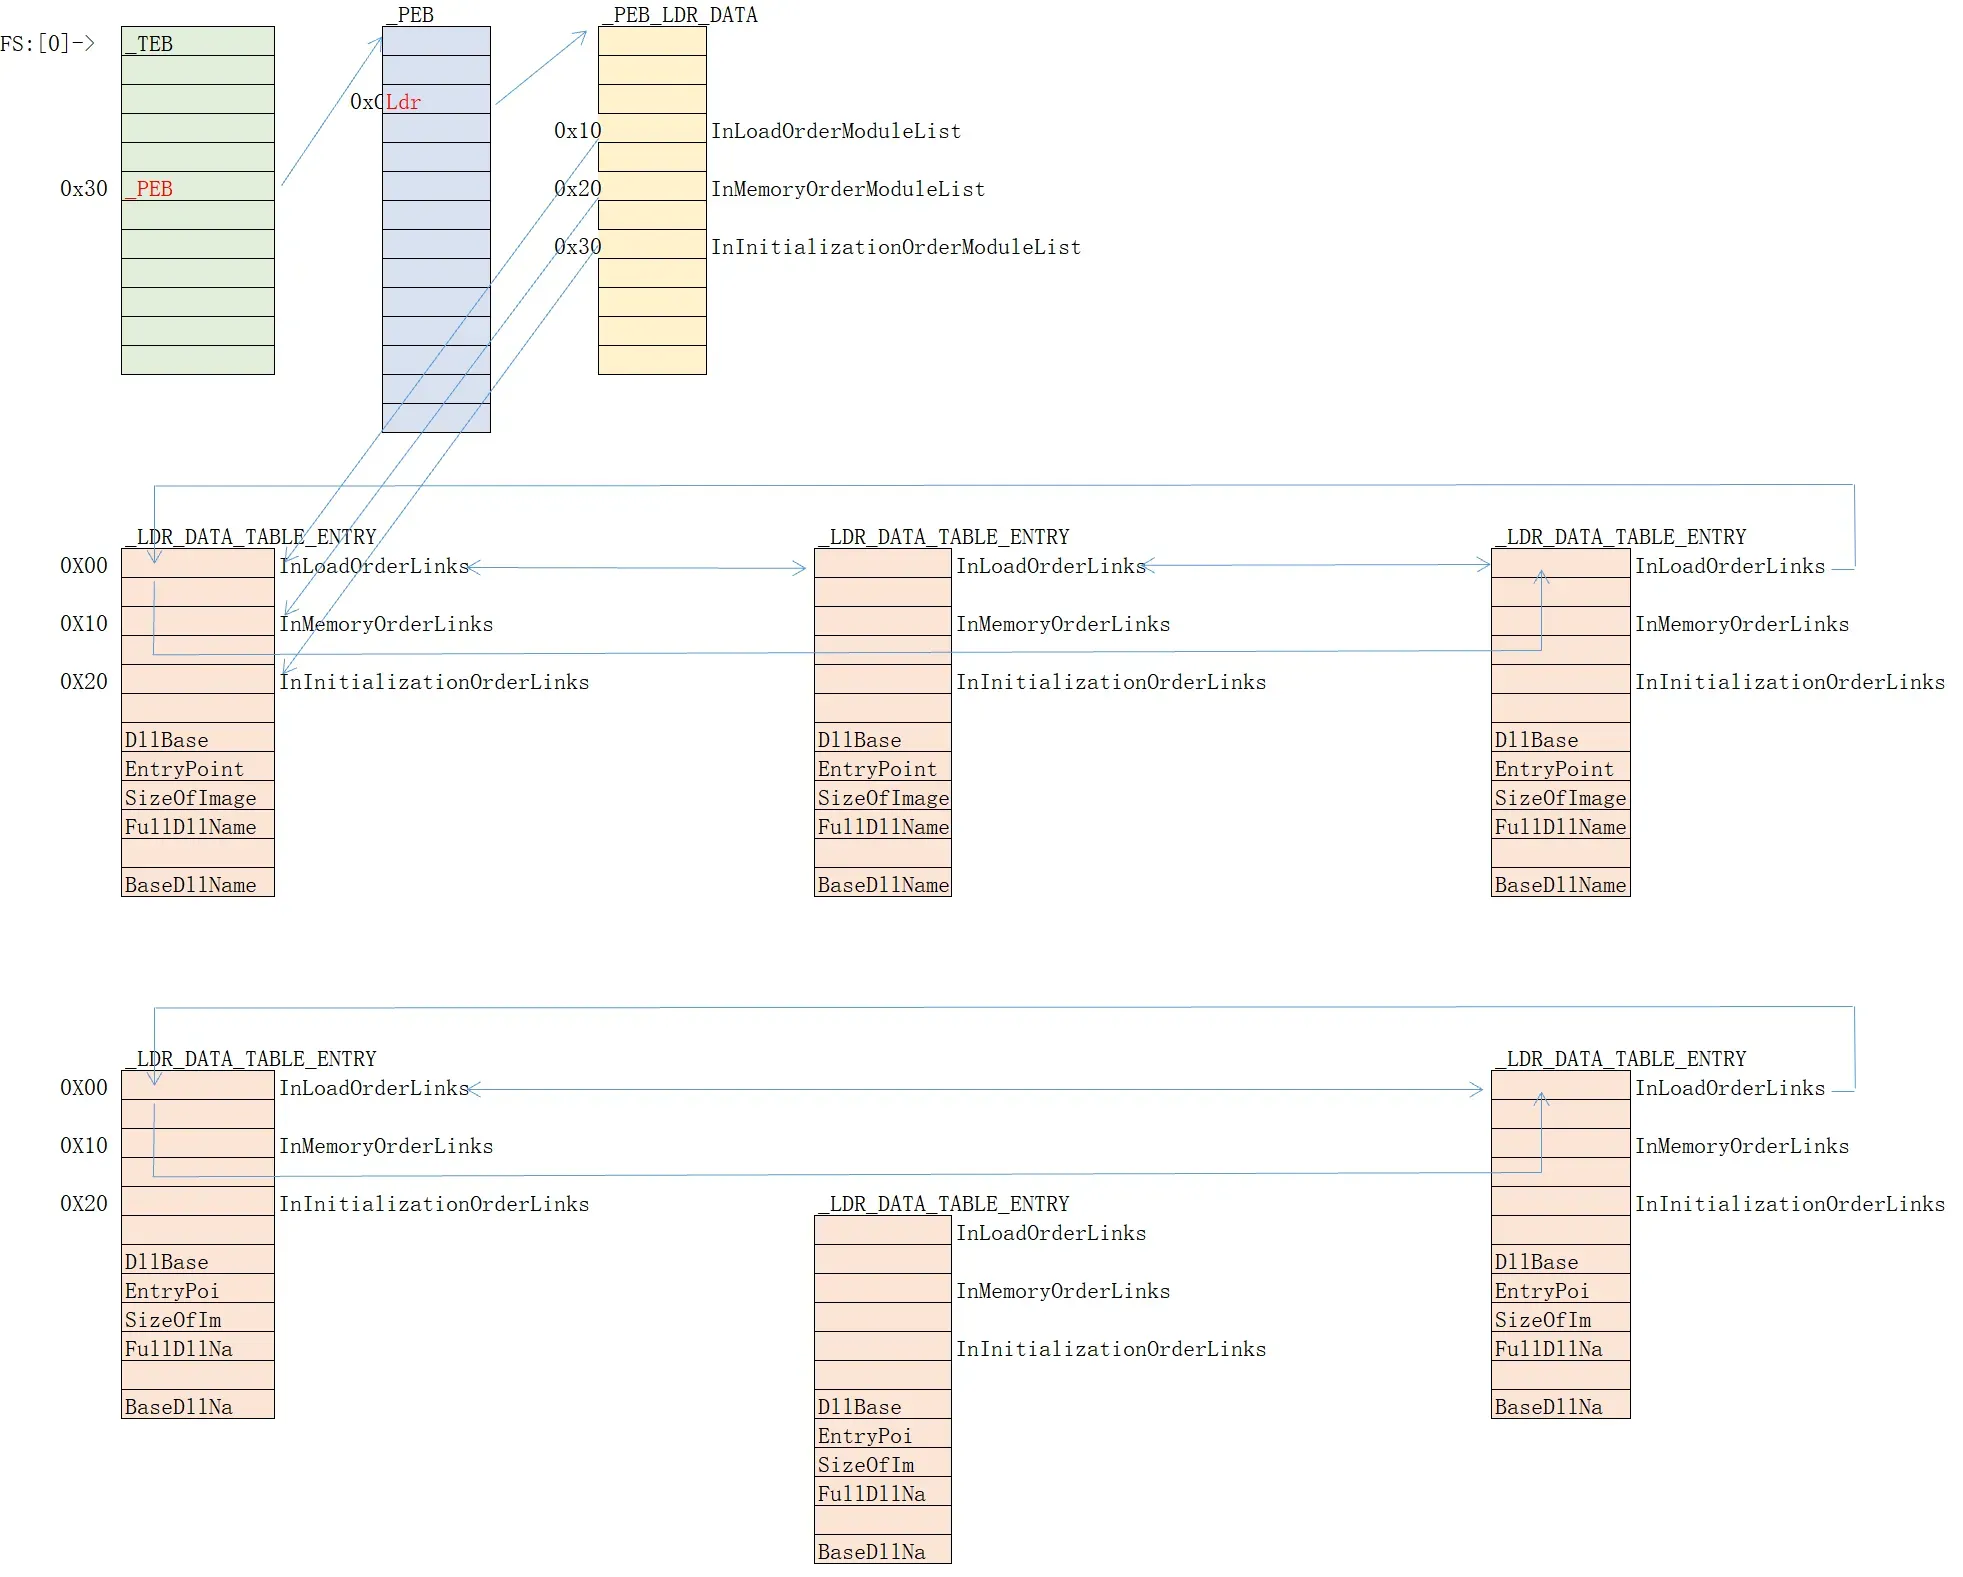 _PEB
_PEB_LDR_DATA
FS:[0]->
_TEB
Ldr
0x10
InLoadOrderModuleList
0x30
_PEB
0x20
InMemoryOrderModuleList
0x30
InInitializationOrderModuleList
_LDR_DATA_TABLE_ENTRY
_LDR_DATA_TABLE_ENTRY
_LDR_DATA_TABLE_ENTRY
0X00
InLoadOrderLinks
InLoadOrderLinks
InLoadOrderLinks
0X10
InMemoryOrderLinks
InMemoryOrderLinks
InMemoryOrderLinks
0X20
InInitializationOrderLinks
InInitializationOrderLinks
InInitializationOrderLinks
DllBase
DllBase
DllBase
EntryPoint
EntryPoint
EntryPoint
SizeOfImage
SizeOfImage
SizeOfImage
FullDllName
FullDllName
FullDllName
BaseDllName
BaseDllName
BaseDllName
_LDR_DATA_TABLE_ENTRY
_LDR_DATA_TABLE_ENTRY
0X00
InLoadOrderLinks
InLoadOrderLinks
0X10
InMemoryOrderLinks
InMemoryOrderLinks
0X20
InInitializationOrderLinks
_LDR_DATA_TABLE_ENTRY
InInitializationOrderLinks
InLoadOrderLinks
DllBase
DllBase
EntryPoi
InMemoryOrderLinks
EntryPoi
SizeOfIm
SizeOfIm
FullDllNa
InInitializationOrderLinks
FullDllNa
BaseDllNa
DllBase
BaseDllNa
EntryPoi
SizeOfIm
FullDllNa
BaseDllNa